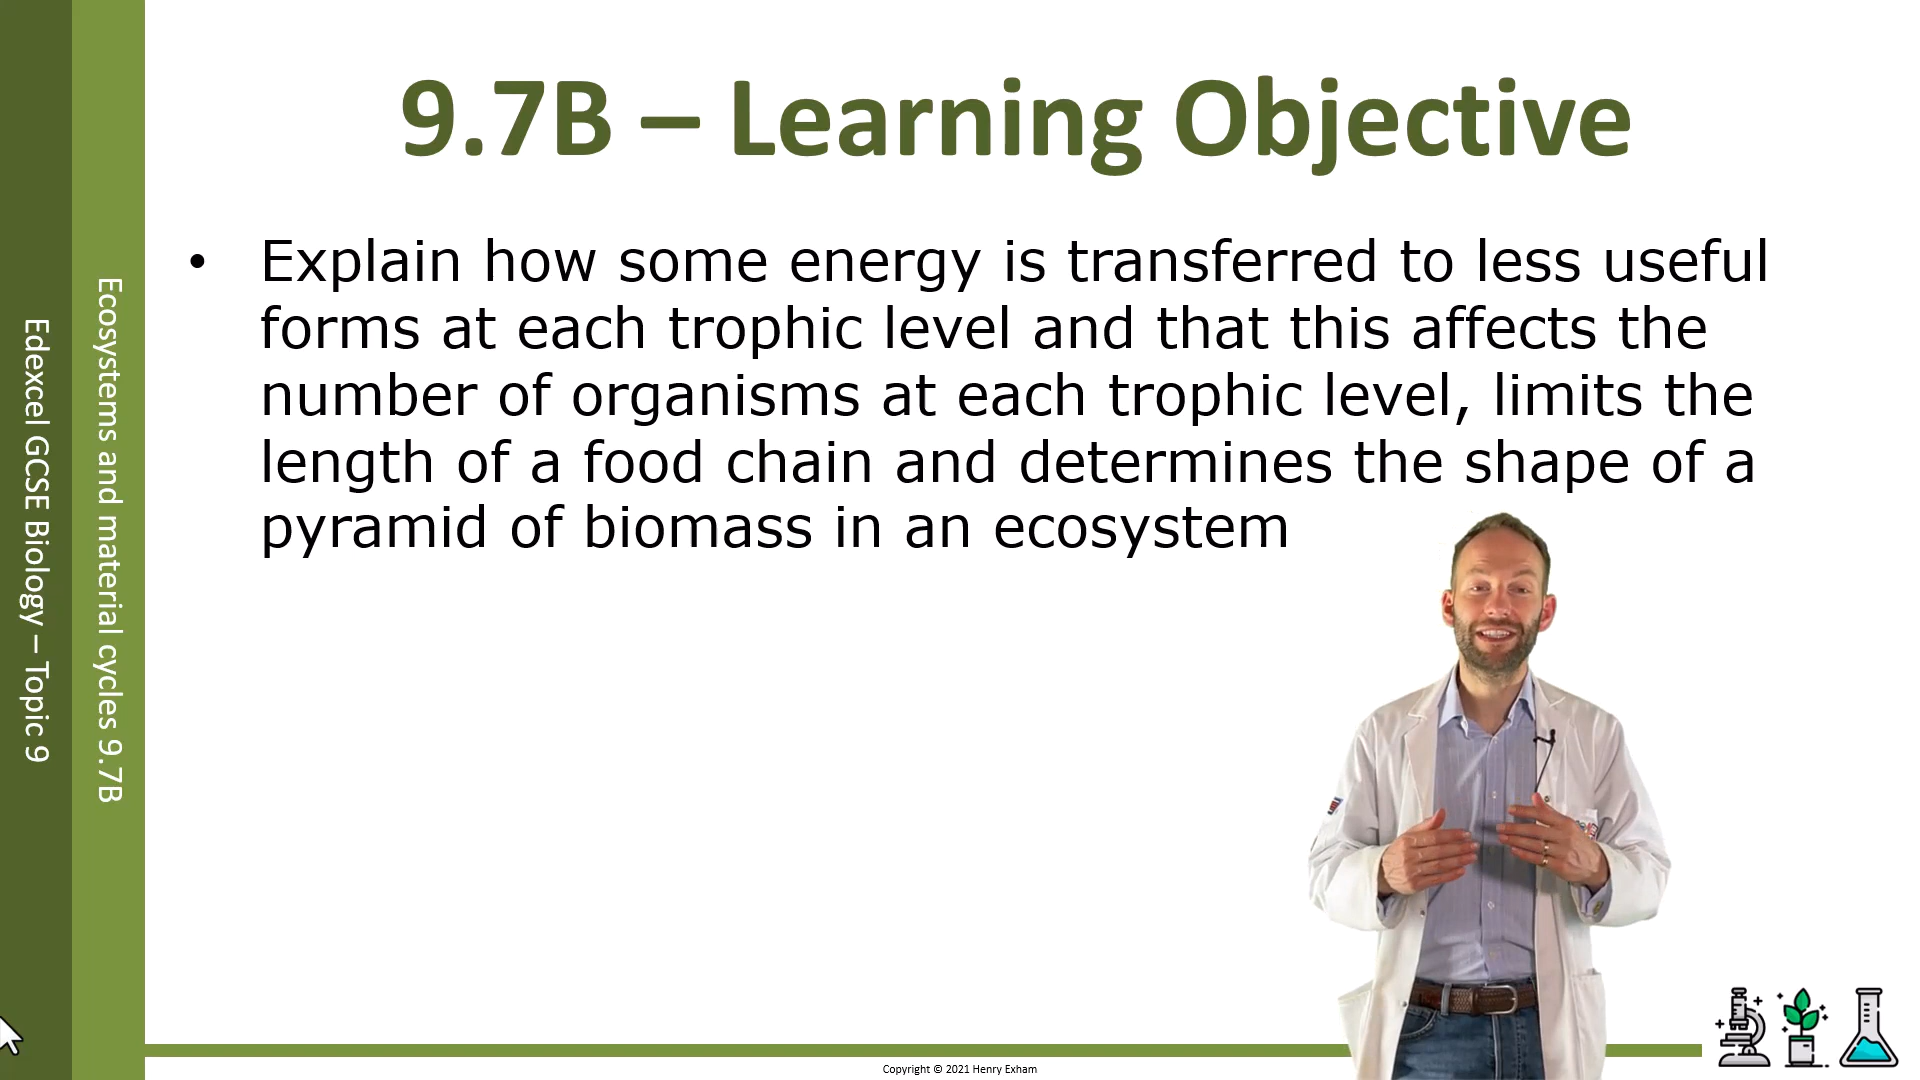 9.7B – Learning Objective
• Explain how some energy is transferred to less useful
forms at each trophic level and that this affects the
number of organisms at each trophic level, limits the
length of a food chain and determines the shape of a
pyramid of biomass in an ecosystem
Ecosystems and material cycles 9.7B
Edexcel GCSE Biology – Topic 9
Copyright © 2021 Henry Exham